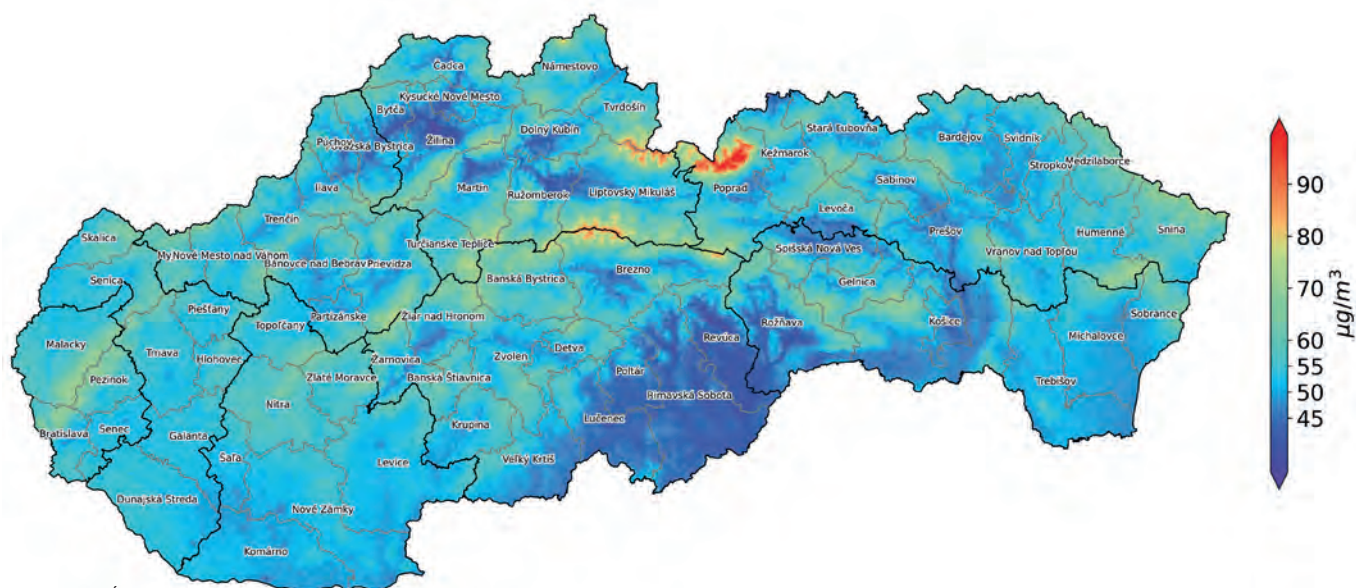 Čadca
Námestovo
Kysucké Nové Mesto
Bytča
Tvrdošín
Púchov
Považská Bystrica
Žilina
Dolný Kubín
Stará Ľubovňa
Bardejov
Svidník
Kežmarok
Stropkov
Medzilaborce
Ilava
Martin
Ružomberok
Liptovský Mikuláš
Poprad
Sabinov
90
Levoča
Trenčín
Skalica
Turčianske Teplice
Prešov
Humenné
Snina
80
Nové Mesto nad Váhom
Bánovce nad Bebravou
Prievidza
Spišská Nová Ves
Vranov nad Topľou
Senica
Banská Bystrica
Brezno
Gelnica
70
µg/m³
Piešťany
Partizánske
Topoľčany
Žiar nad Hronom
Rožňava
Košice
Sobrance
Malacky
Trnava
Hlohovec
Žarnovica
Zvolen
Detva
Revúca
Michalovce
60
Pezinok
Zlaté Moravce
Banská Štiavnica
Poltár
Trebišov
55
Nitra
Rimavská Sobota
50
Bratislava
Senec
Galanta
Krupina
Lučenec
45
Šaľa
Levice
Veľký Krtíš
Dunajská Streda
Nové Zámky
Komárno